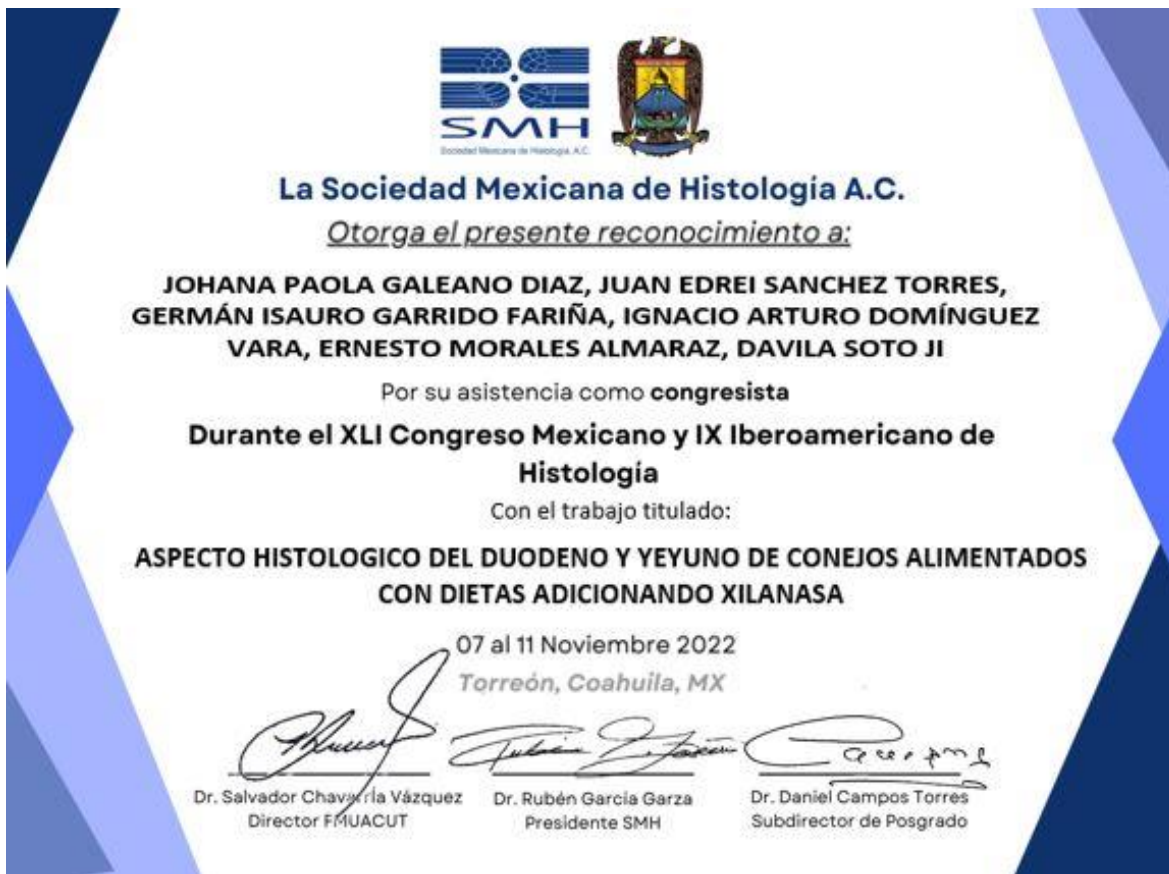 SMH
Sociedad Mexicana de Histología, A.C.
La Sociedad Mexicana de Histología A.C.
Otorga el presente reconocimiento a:
JOHANA PAOLA GALEANO DIAZ, JUAN EDREI SANCHEZ TORRES,
GERMÁN ISAURO GARRIDO FARIÑA, IGNACIO ARTURO DOMÍNGUEZ
VARA, ERNESTO MORALES ALMARAZ, DAVILA SOTO JI
Por su asistencia como congresista
Durante el XLI Congreso Mexicano y IX Iberoamericano de
Histología
Con el trabajo titulado:
ASPECTO HISTOLOGICO DEL DUODENO Y YEYUNO DE CONEJOS ALIMENTADOS
CON DIETAS ADICIONANDO XILANASA
07 al 11 Noviembre 2022
Torreón, Coahuila, MX
Dr. Salvador Chavarría Vázquez
Director FMUACUT
Dr. Rubén García Garza
Presidente SMH
Dr. Daniel Campos Torres
Subdirector de Posgrado